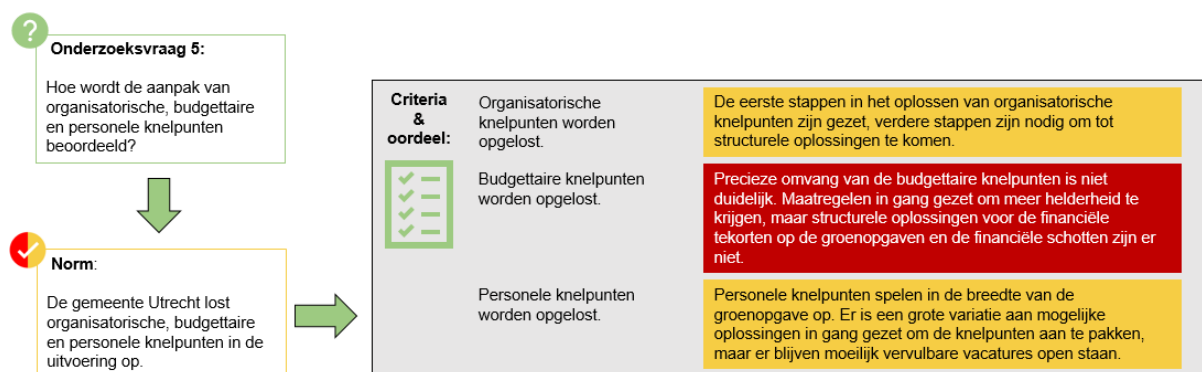 Onderzoeksvraag 5:
Hoe wordt de aanpak van
organisatorische, budgettaire
en personele knelpunten
beoordeeld?
Norm:
De gemeente Utrecht lost
organisatorische, budgettaire
en personele knelpunten in de
uitvoering op.
Criteria
&
oordeel:
Organisatorische
knelpunten worden
opgelost.
De eerste stappen in het oplossen van organisatorische
knelpunten zijn gezet, verdere stappen zijn nodig om tot
structurele oplossingen te komen.
Budgettaire knelpunten
worden opgelost.
Precieze omvang van de budgettaire knelpunten is niet
duidelijk. Maatregelen in gang gezet om meer helderheid te
krijgen, maar structurele oplossingen voor de financiële
tekorten op de groenopgaven en de financiële schotten zijn er
niet.
Personele knelpunten
worden opgelost.
Personele knelpunten spelen in de breedte van de
groenopgave op. Er is een grote variatie aan mogelijke
oplossingen in gang gezet om de knelpunten aan te pakken,
maar er blijven moeilijk vervulbare vacatures open staan.